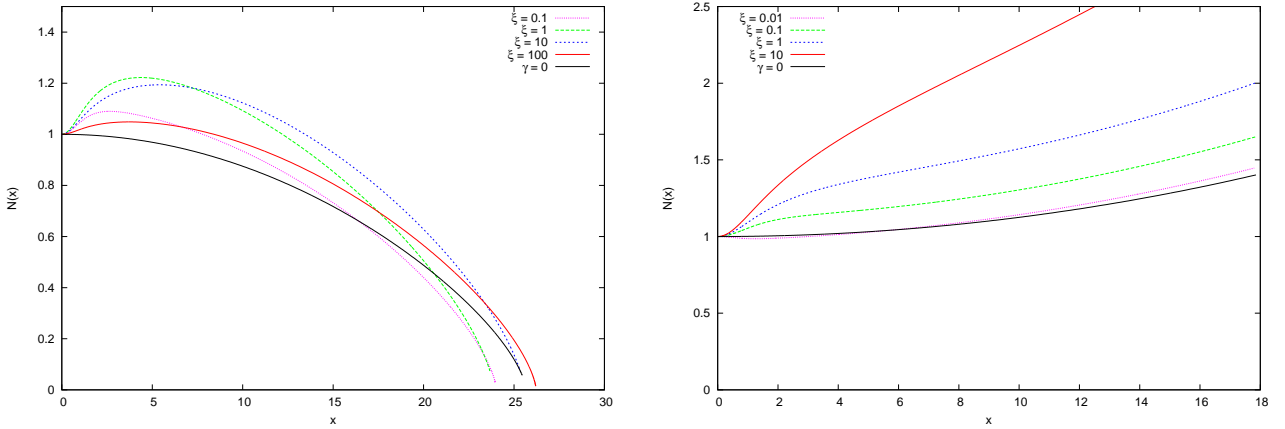 ξ = 0.1
ξ = 1
ξ = 10
ξ = 100
γ = 0
1.4
1.2
1
0.8
0.6
0.4
0.2
0
N(x)
0 5 10 15 20 25 30
x
ξ = 0.01
ξ = 0.1
ξ = 1
ξ = 10
γ = 0
2.5
2
1.5
1
0.5
0
N(x)
0 2 4 6 8 10 12 14 16 18
x